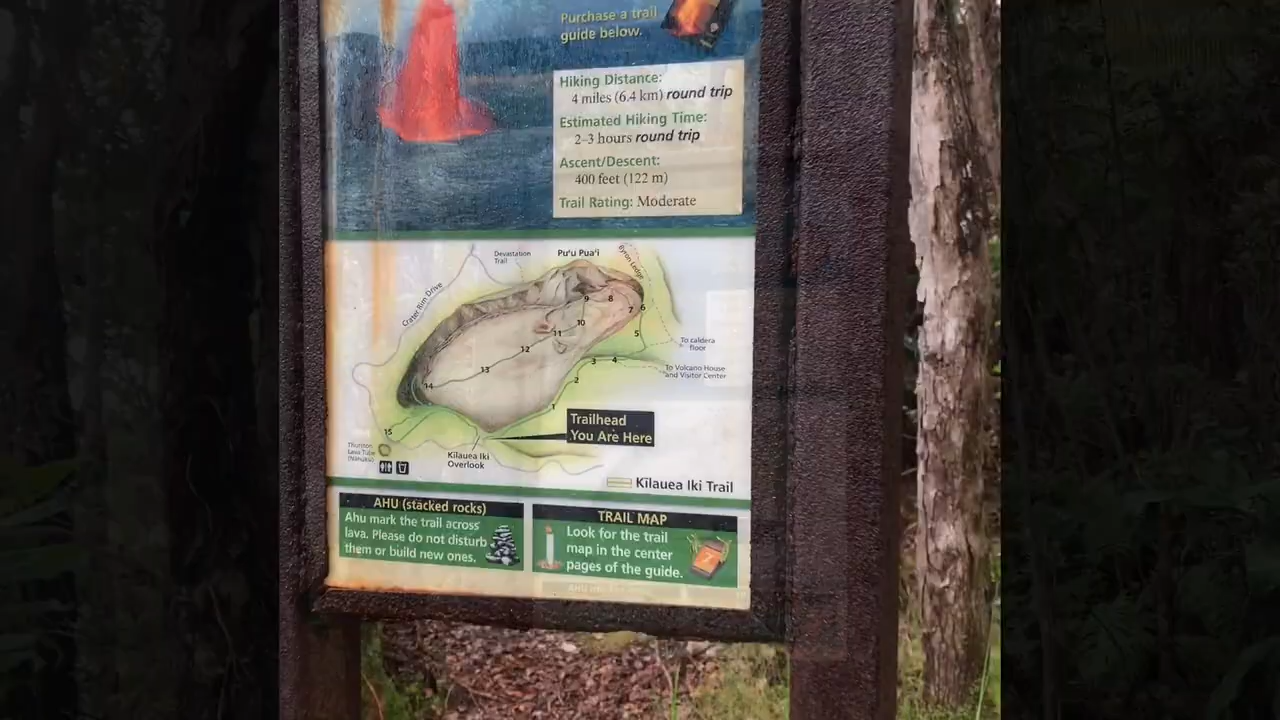 Purchase a trail
guide below.
Hiking Distance:
4 miles (6.4 km) round trip
Estimated Hiking Time:
2–3 hours round trip
Ascent/Descent:
400 feet (122 m)
Trail Rating: Moderate
Devastation
Trail
Puʻu Puaʻi
Byron Ledge
Crater Rim Drive
9
8
7
6
10
11
5
12
13
3
4
14
2
1
15
To caldera
floor
To Volcano House
and Visitor Center
Trailhead
You Are Here
Thurston
Lava Tube
(Nāhuku)
Kīlauea Iki
Overlook
Kīlauea Iki Trail
AHU (stacked rocks)
Ahu mark the trail across
lava. Please do not disturb
them or build new ones.
TRAIL MAP
Look for the trail
map in the center
pages of the guide.